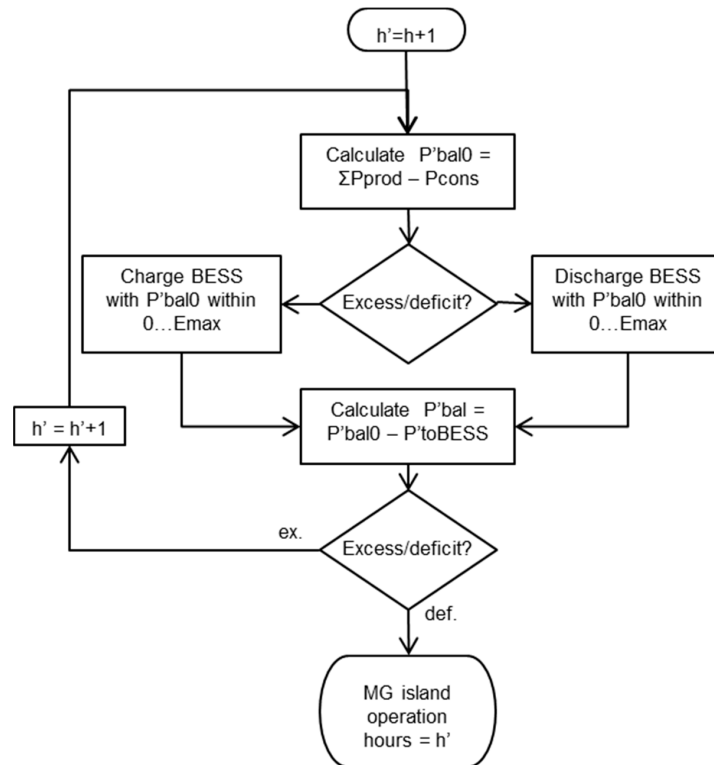 h'=h+1
Calculate P'bal0 =
ΣPprod – Pcons
Charge BESS
with P'bal0 within
0...Emax
Excess/deficit?
Discharge BESS
with P'bal0 within
0...Emax
Calculate P'bal =
P'bal0 – P'toBESS
h' = h'+1
ex.
Excess/deficit?
def.
MG island
operation
hours = h'